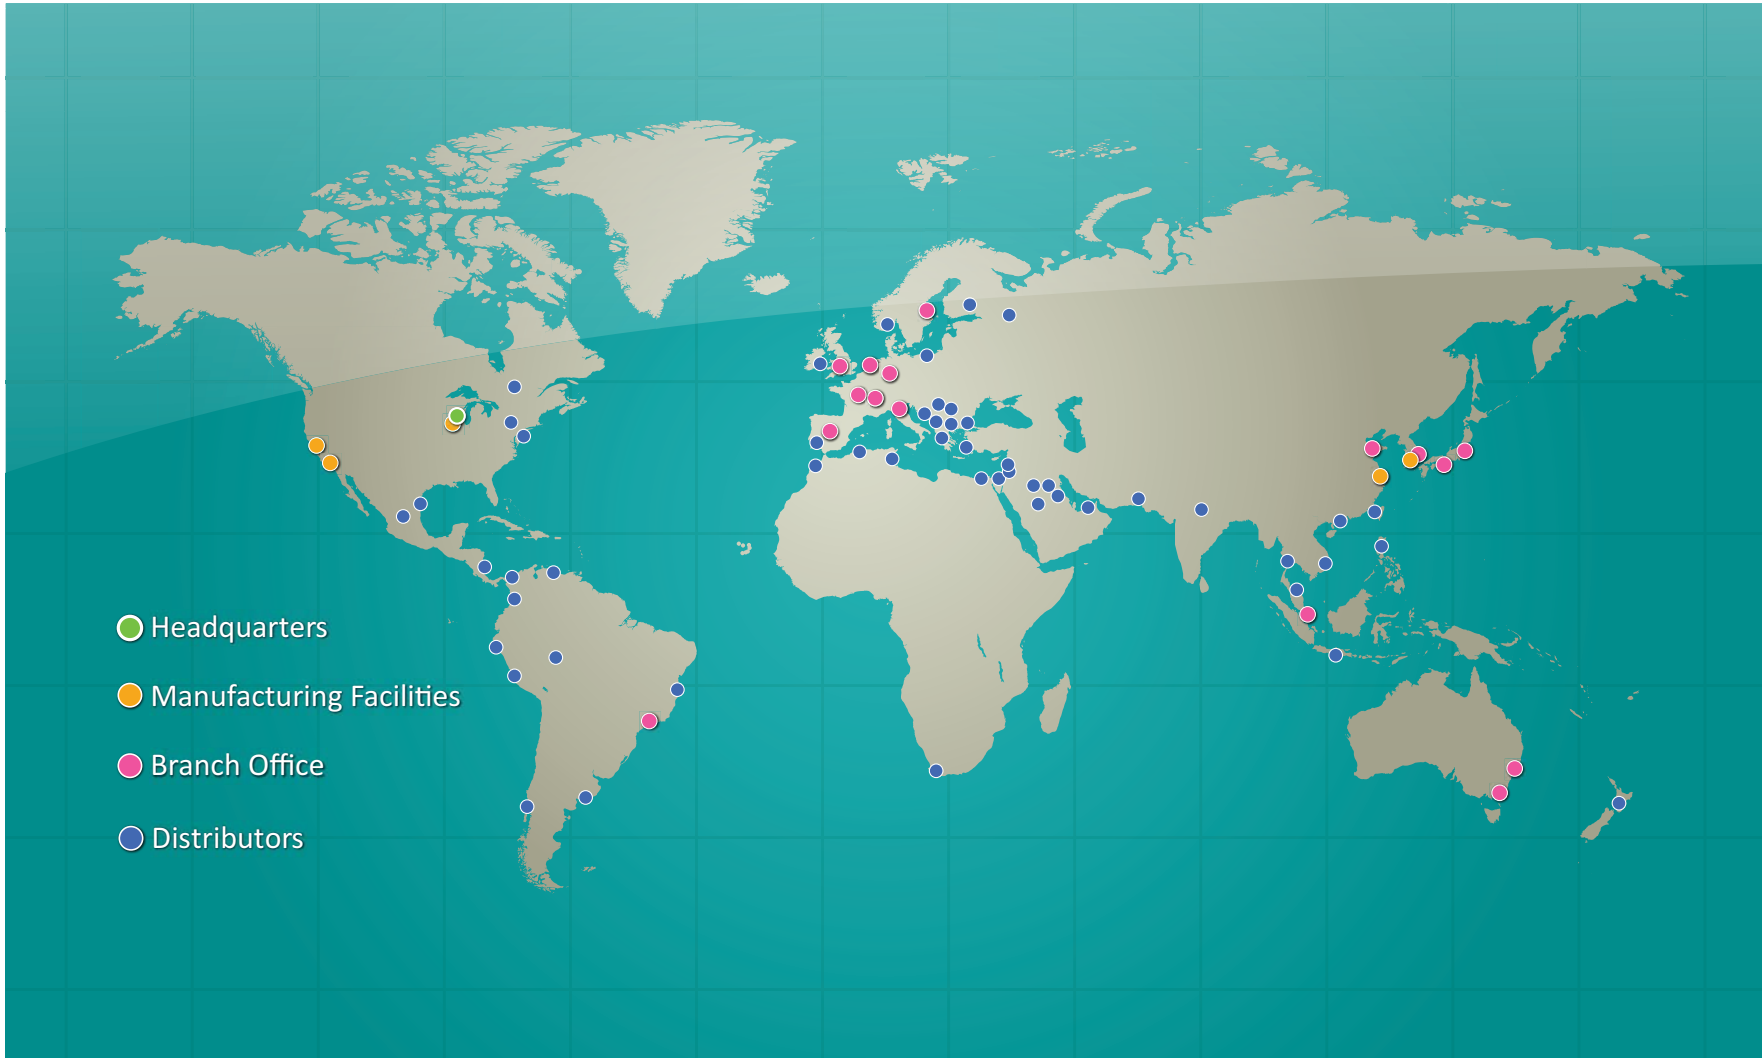 Headquarters
Manufacturing Facilities
Branch Office
Distributors